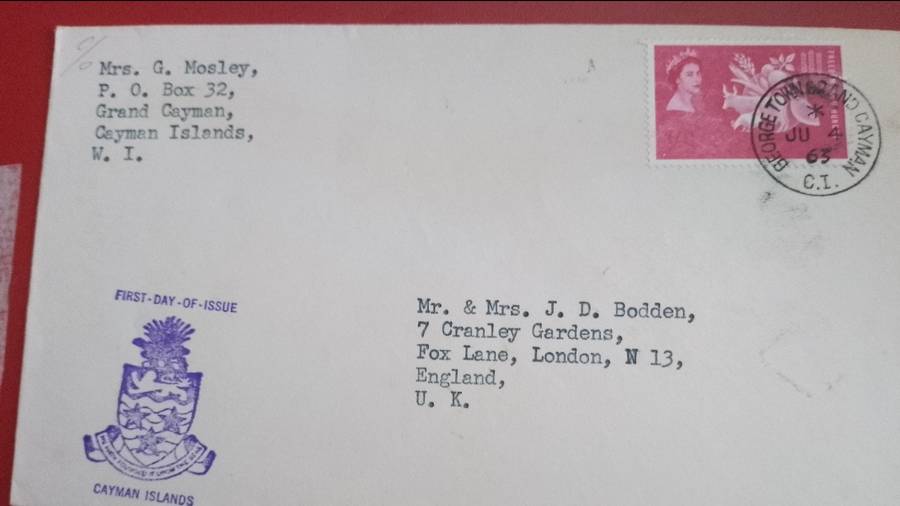 c/o
Mrs. G. Mosley,
P. O. Box 32,
Grand Cayman,
Cayman Islands,
W. I.
GEORGE TOWN GRAND CAYMAN
JU 4
63
C.I.
FIRST-DAY-OF-ISSUE
CAYMAN ISLANDS
Mr. & Mrs. J. D. Bodden,
7 Cranley Gardens,
Fox Lane, London, N 13,
England,
U. K.